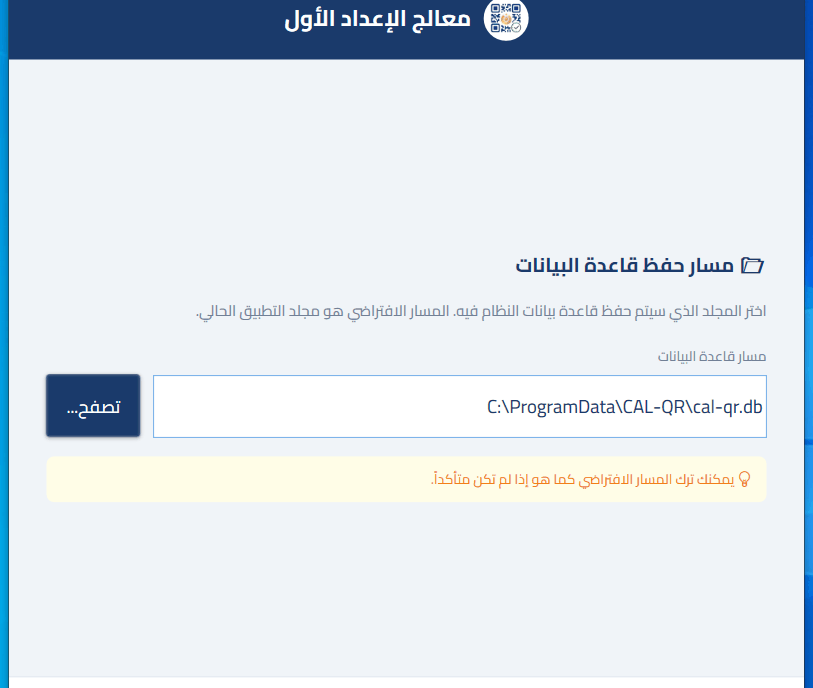 معالج الإعداد الأول
مسار حفظ قاعدة البيانات
اختر المجلد الذي سيتم حفظ قاعدة بيانات النظام فيه. المسار الافتراضي هو مجلد التطبيق الحالي.
مسار قاعدة البيانات
C:\ProgramData\CAL-QR\cal-qr.db
تصفح...
يمكنك ترك المسار الافتراضي كما هو إذا لم تكن متأكداً.